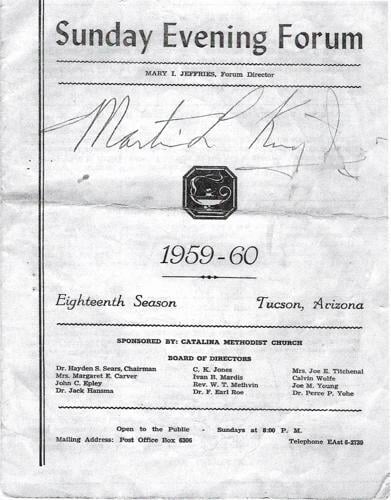 Sunday Evening Forum
MARY I. JEFFRIES, Forum Director
Martin L King Jr
1959-60
Eighteenth Season Tucson, Arizona
SPONSORED BY: CATALINA METHODIST CHURCH
BOARD OF DIRECTORS
Dr. Hayden S. Sears, Chairman C. K. Jones Mrs. Joe E. Titchenal
Mrs. Margaret E. Carver Ivan B. Mardis Calvin Wolfe
John C. Epley Rev. W. T. Methvin Joe M. Young
Dr. Jack Hansma Dr. F. Earl Roe Dr. Perce P. Yohe
Open to the Public - Sundays at 8:00 P. M.
Mailing Address: Post Office Box 6306 Telephone EAst 6-2739